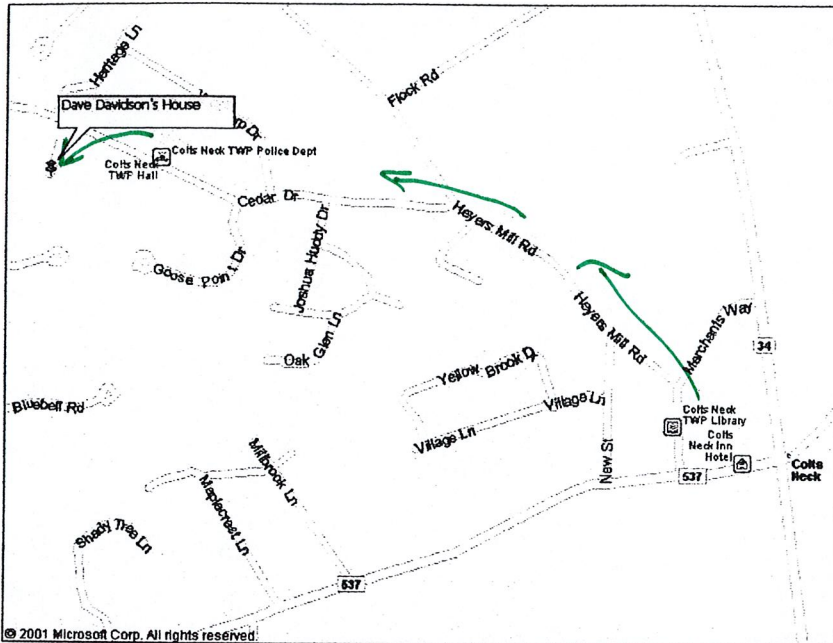 Heritage Ln
Flock Rd
Dave Davidson's House
Dr
Colts Neck TWP Police Dept
Colts Neck
TWP Hall
Cedar Dr
Heyers Mill Rd
Goose Point Dr
Joshua Huddy Dr
Heyers Mill Rd
Merchants Way
34
Oak Glen Ln
Yellow Brook D
Bluebell Rd
Village Ln
Village Ln
Colts Neck
TWP Library
Colts
Neck Inn
Hotel
Colts
Neck
New St
537
Millbrook Ln
Maplecrest Ln
Shady Tree Ln
537
© 2001 Microsoft Corp. All rights reserved.